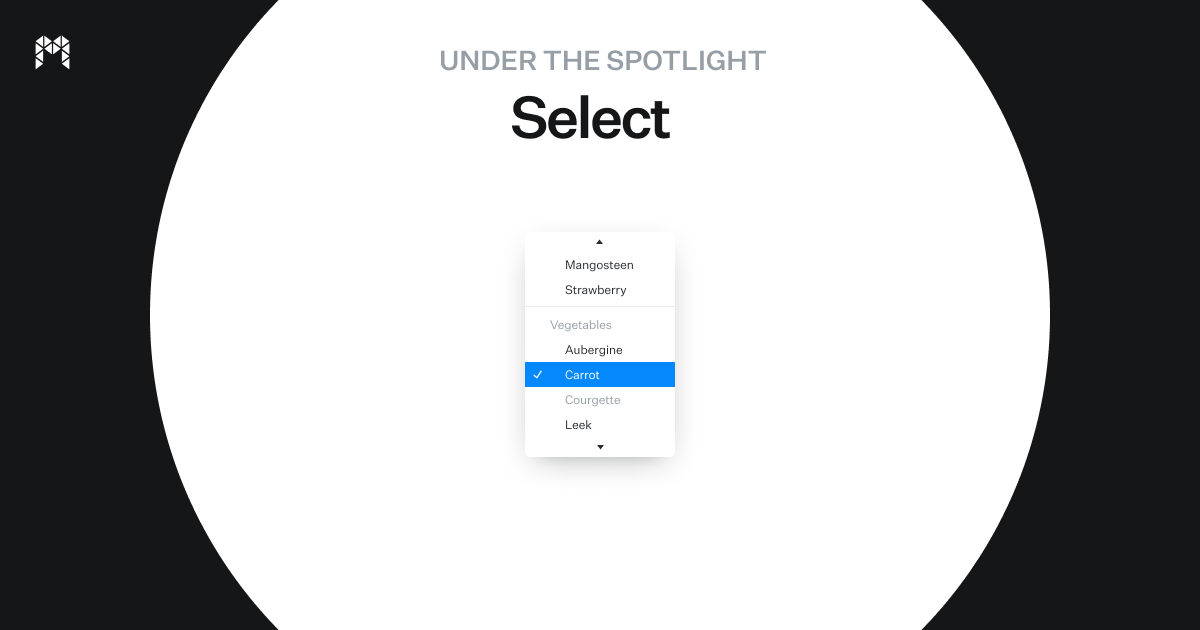 UNDER THE SPOTLIGHT
Select
Mangosteen
Strawberry
Vegetables
Aubergine
Carrot
Courgette
Leek